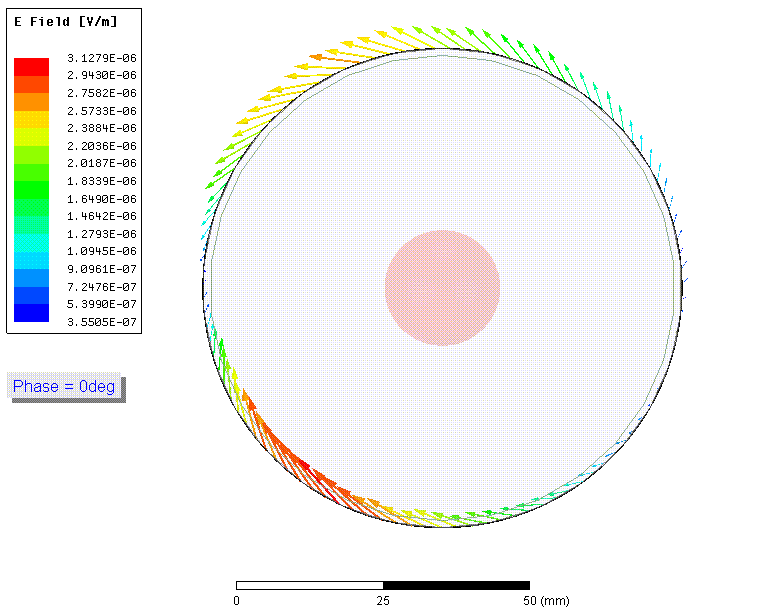 E Field [V/m]
3.1279E-06
2.9430E-06
2.7582E-06
2.5733E-06
2.3884E-06
2.2036E-06
2.0187E-06
1.8339E-06
1.6490E-06
1.4642E-06
1.2793E-06
1.0945E-06
9.0961E-07
7.2476E-07
5.3990E-07
3.5505E-07
Phase = 0deg
0 25 50 (mm)